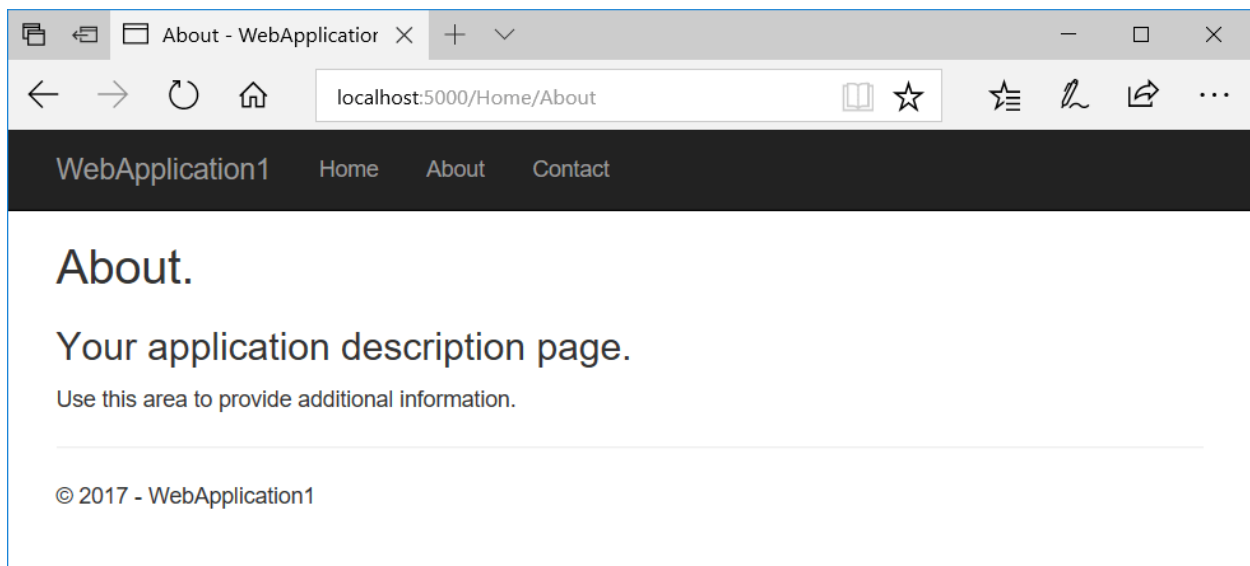 About - WebApplication
localhost:5000/Home/About
WebApplication1 Home About Contact
About.
Your application description page.
Use this area to provide additional information.
© 2017 - WebApplication1